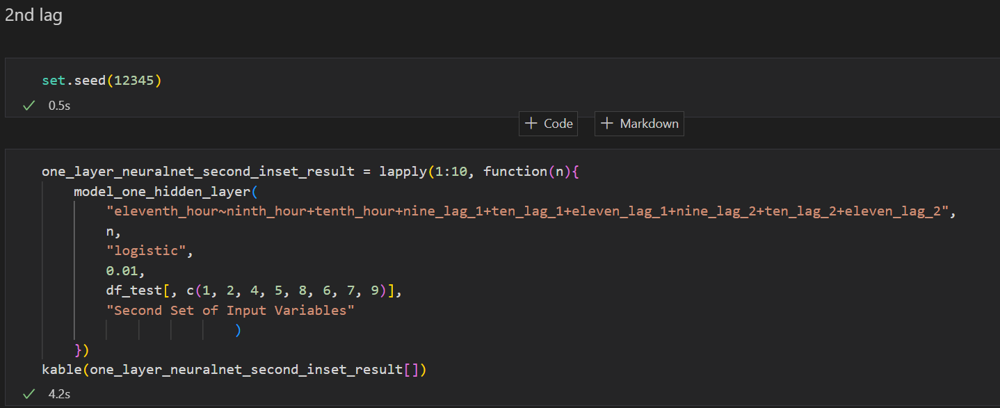 2nd lag
set.seed(12345)
0.5s
+ Code + Markdown
one_layer_neuralnet_second_inset_result = lapply(1:10, function(n){
model_one_hidden_layer(
"eleventh_hour~ninth_hour+tenth_hour+nine_lag_1+ten_lag_1+eleven_lag_1+nine_lag_2+ten_lag_2+eleven_lag_2",
n,
"logistic",
0.01,
df_test[, c(1, 2, 4, 5, 8, 6, 7, 9)],
"Second Set of Input Variables"
)
})
kable(one_layer_neuralnet_second_inset_result[])
4.2s